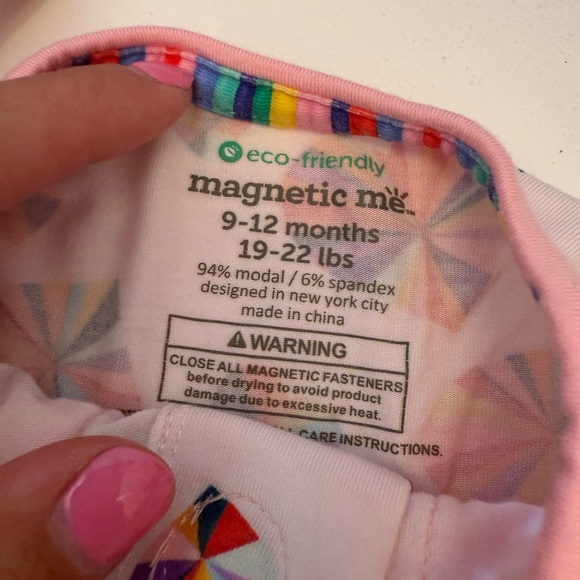 eco-friendly
magnetic me™
9-12 months
19-22 lbs
94% modal / 6% spandex
designed in new york city
made in china
⚠ WARNING
CLOSE ALL MAGNETIC FASTENERS
before drying to avoid product
damage due to excessive heat.
CARE INSTRUCTIONS.